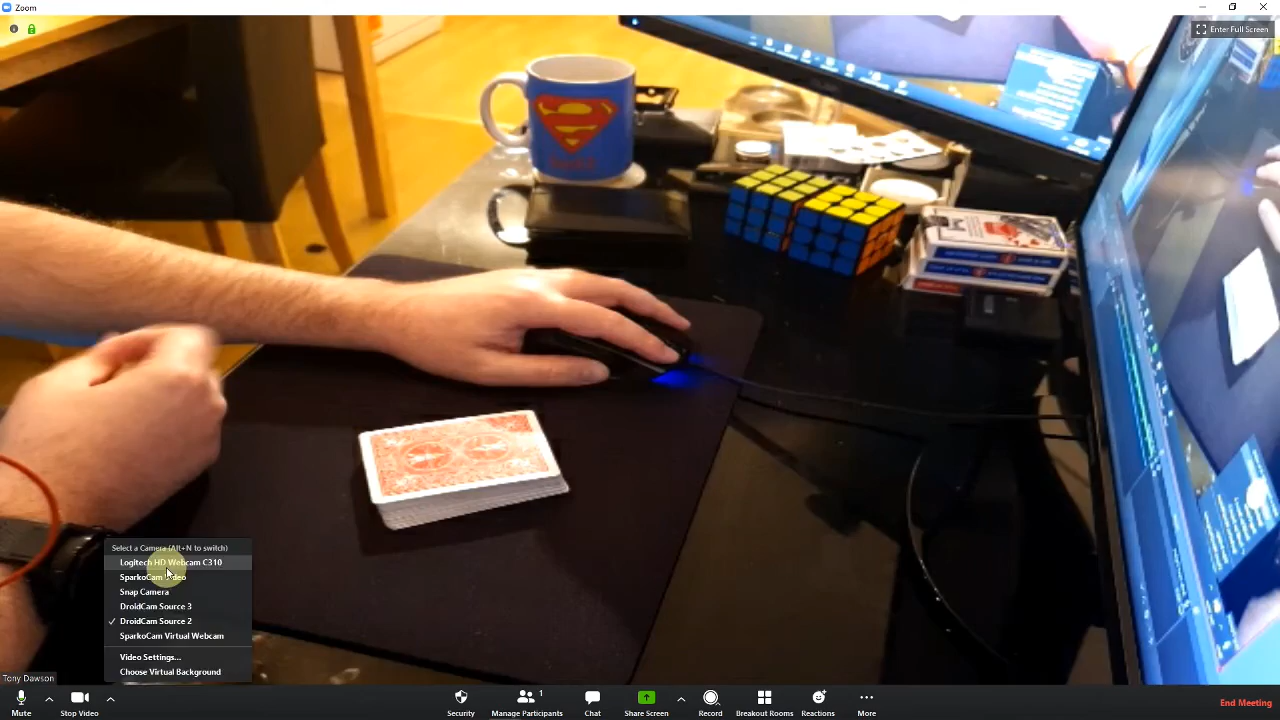 Zoom
Enter Full Screen
Select a Camera (Alt+N to switch)
Logitech HD Webcam C310
SparkoCam Video
Snap Camera
DroidCam Source 3
DroidCam Source 2
SparkoCam Virtual Webcam
Video Settings...
Choose Virtual Background
Tony Dawson
Mute
Stop Video
Security
Manage Participants
1
Chat
Share Screen
Record
Breakout Rooms
Reactions
More
End Meeting